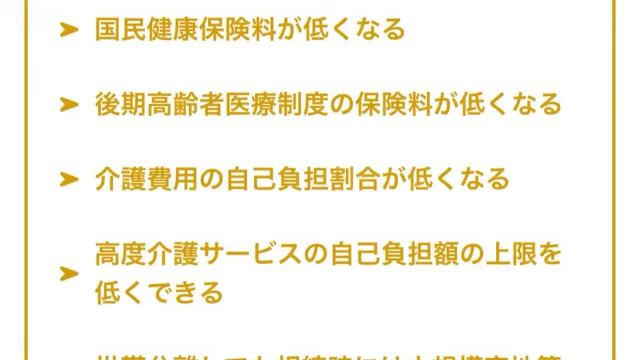 国民健康保険料が低くなる
後期高齢者医療制度の保険料が低くなる
介護費用の自己負担割合が低くなる
高度介護サービスの自己負担額の上限を
低くできる